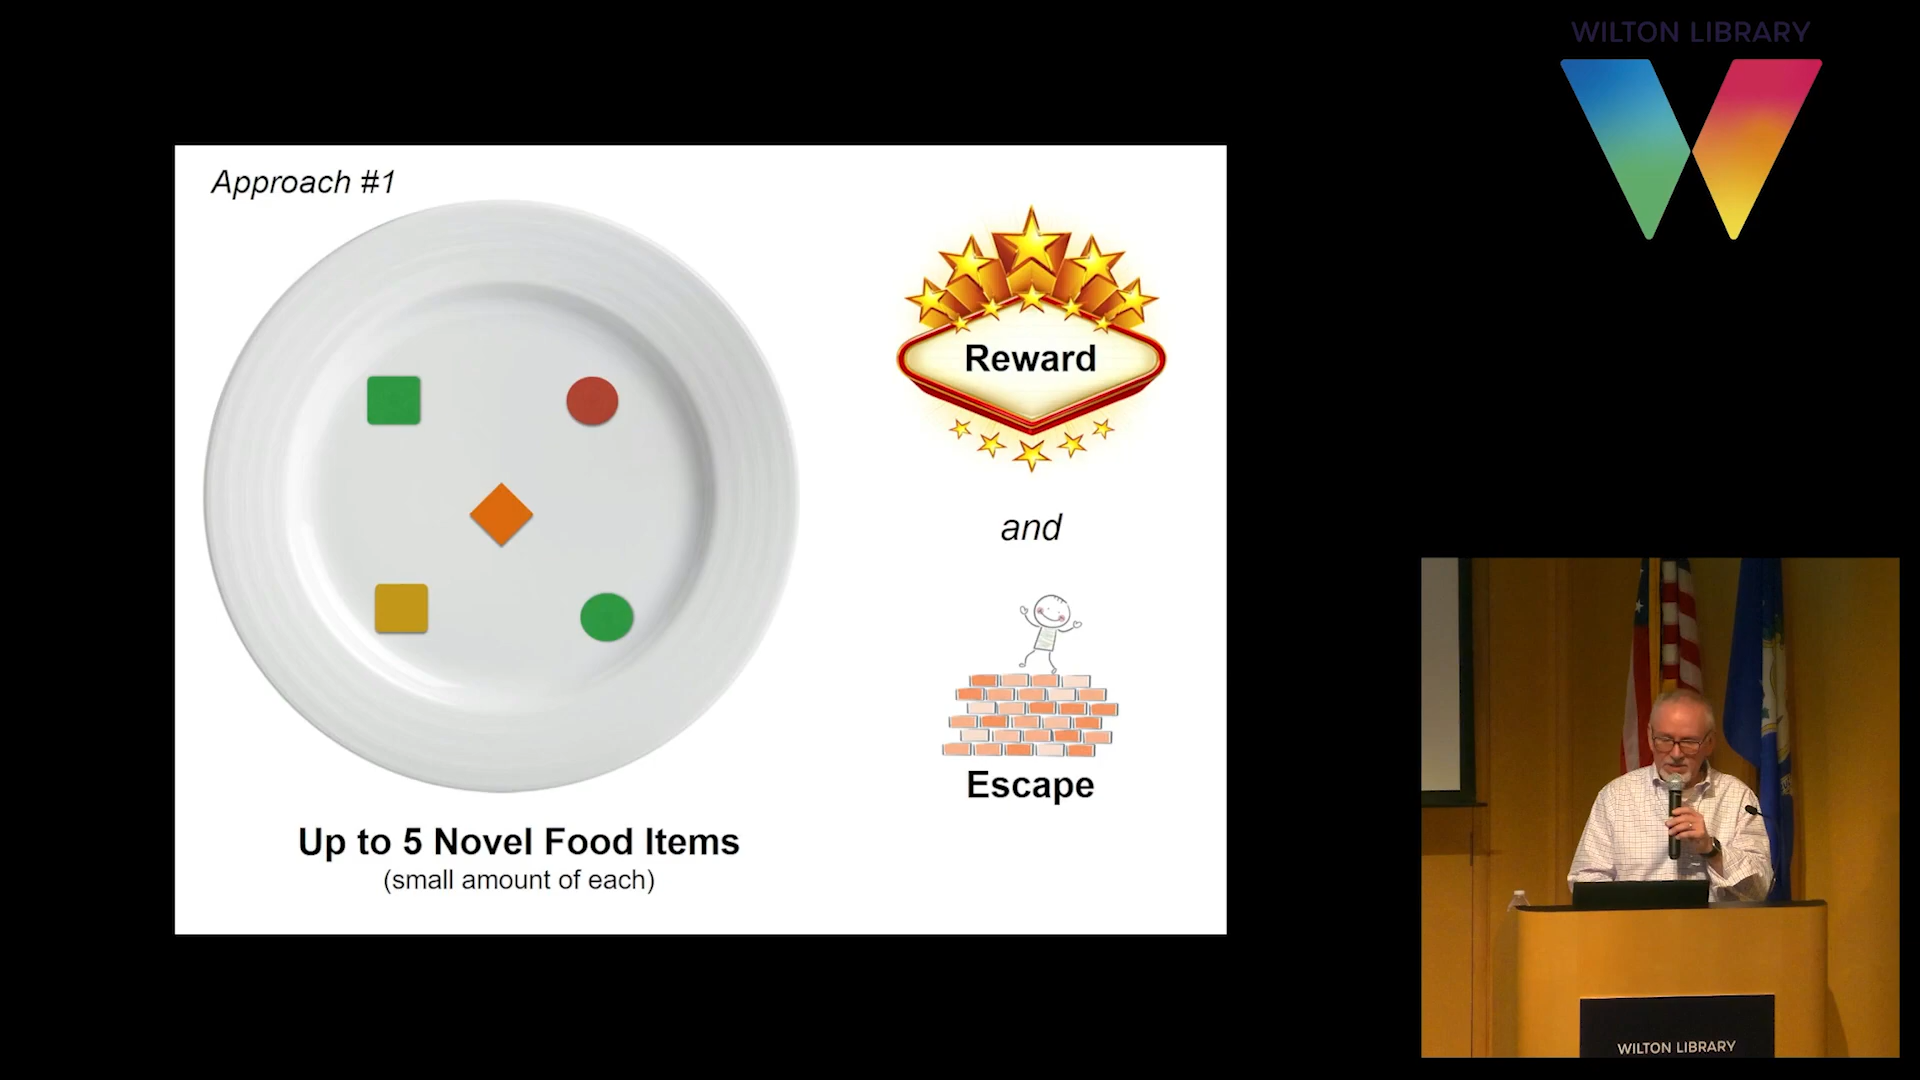 WILTON LIBRARY
Approach #1
Reward
and
Escape
Up to 5 Novel Food Items
(small amount of each)
WILTON LIBRARY